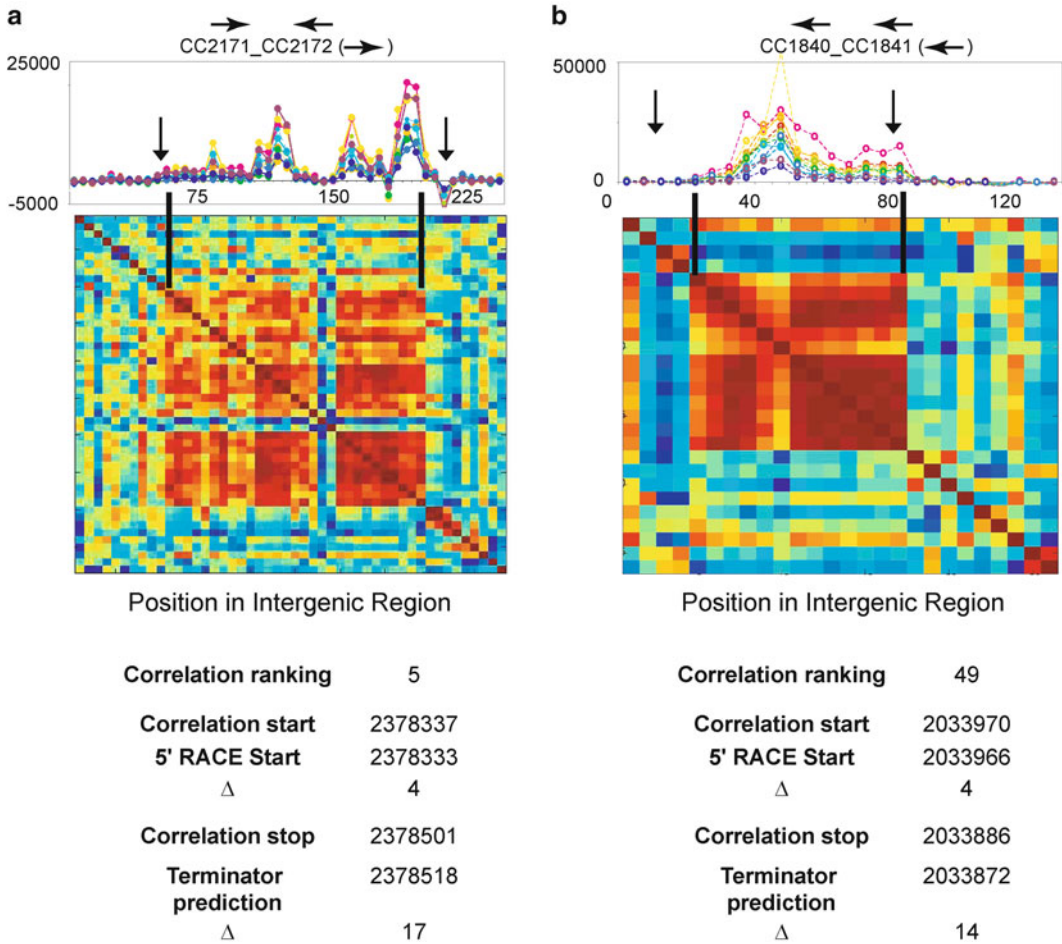 a
CC2171_CC2172 ( → )
25000
-5000
75
150
225
Position in Intergenic Region
Correlation ranking 5
Correlation start 2378337
5' RACE Start 2378333
Δ 4
Correlation stop 2378501
Terminator prediction 2378518
Δ 17
b
CC1840_CC1841 ( ← )
50000
0
0
40
80
120
Position in Intergenic Region
Correlation ranking 49
Correlation start 2033970
5' RACE Start 2033966
Δ 4
Correlation stop 2033886
Terminator prediction 2033872
Δ 14